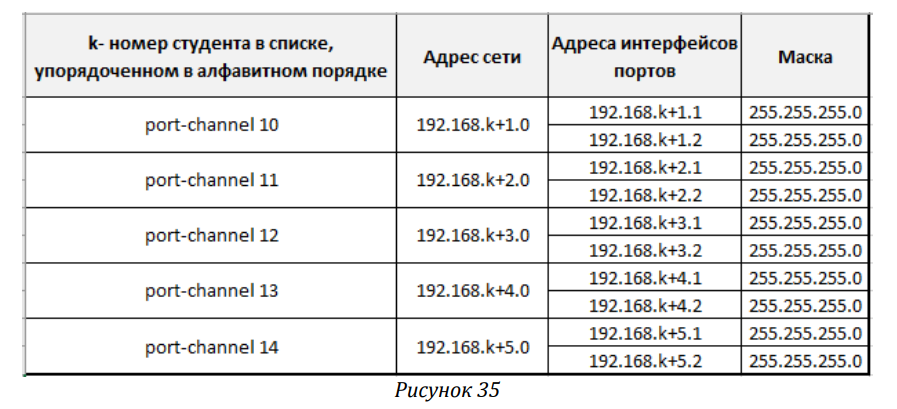 k- номер студента в списке,
упорядоченном в алфавитном порядке
Адрес сети
Адреса интерфейсов
портов
Маска
port-channel 10
192.168.k+1.0
192.168.k+1.1
255.255.255.0
192.168.k+1.2
255.255.255.0
port-channel 11
192.168.k+2.0
192.168.k+2.1
255.255.255.0
192.168.k+2.2
255.255.255.0
port-channel 12
192.168.k+3.0
192.168.k+3.1
255.255.255.0
192.168.k+3.2
255.255.255.0
port-channel 13
192.168.k+4.0
192.168.k+4.1
255.255.255.0
192.168.k+4.2
255.255.255.0
port-channel 14
192.168.k+5.0
192.168.k+5.1
255.255.255.0
192.168.k+5.2
255.255.255.0
Рисунок 35